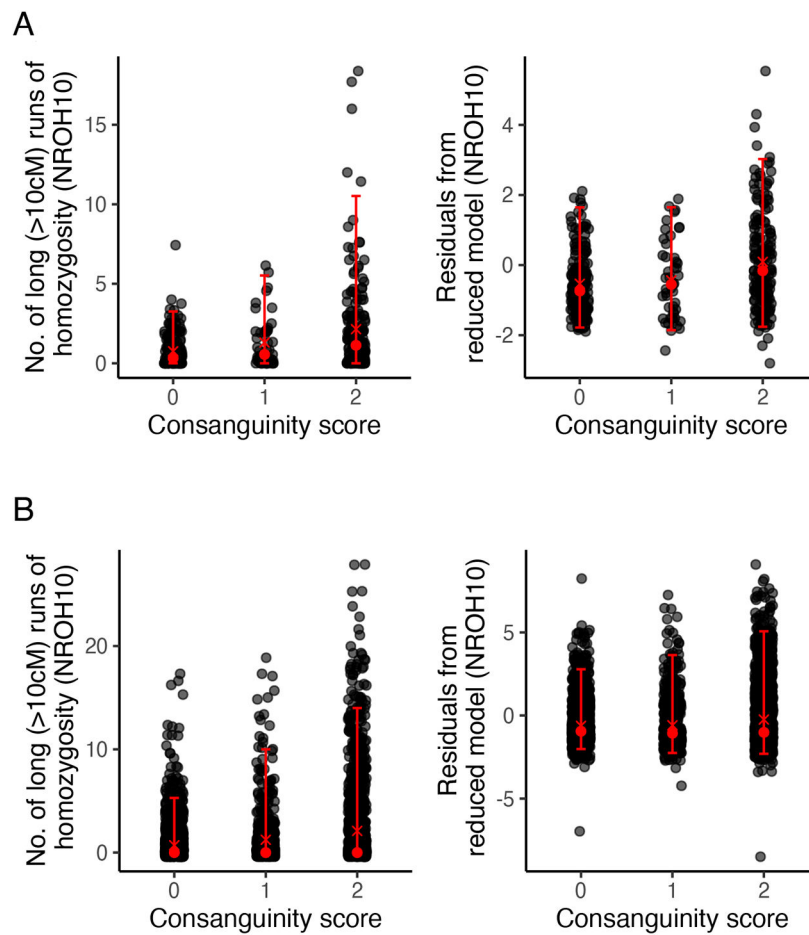 A
No. of long (>10cM) runs of
homozygosity (NROH10)
15
10
5
0
0 1 2
Consanguinity score
Residuals from
reduced model (NROH10)
4
2
0
-2
0 1 2
Consanguinity score
B
No. of long (>10cM) runs of
homozygosity (NROH10)
20
10
0
0 1 2
Consanguinity score
Residuals from
reduced model (NROH10)
5
0
-5
0 1 2
Consanguinity score